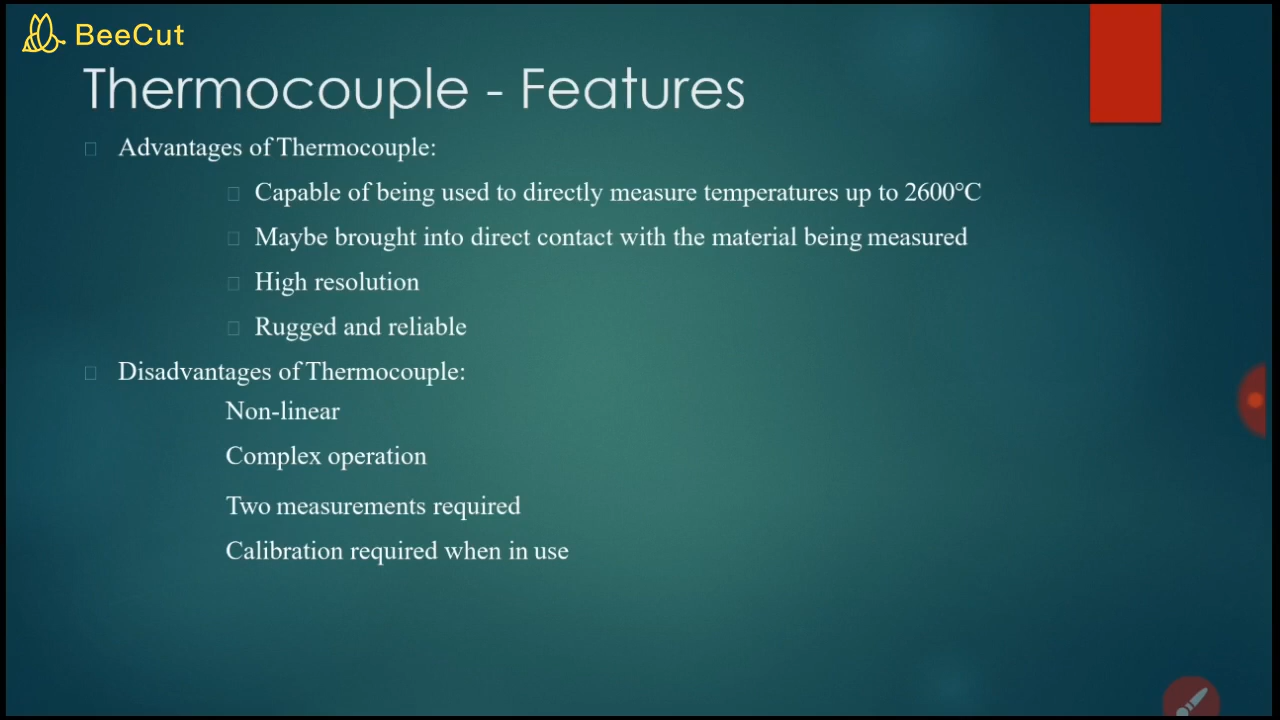 BeeCut
Thermocouple - Features
Advantages of Thermocouple:
Capable of being used to directly measure temperatures up to 2600°C
Maybe brought into direct contact with the material being measured
High resolution
Rugged and reliable
Disadvantages of Thermocouple:
Non-linear
Complex operation
Two measurements required
Calibration required when in use